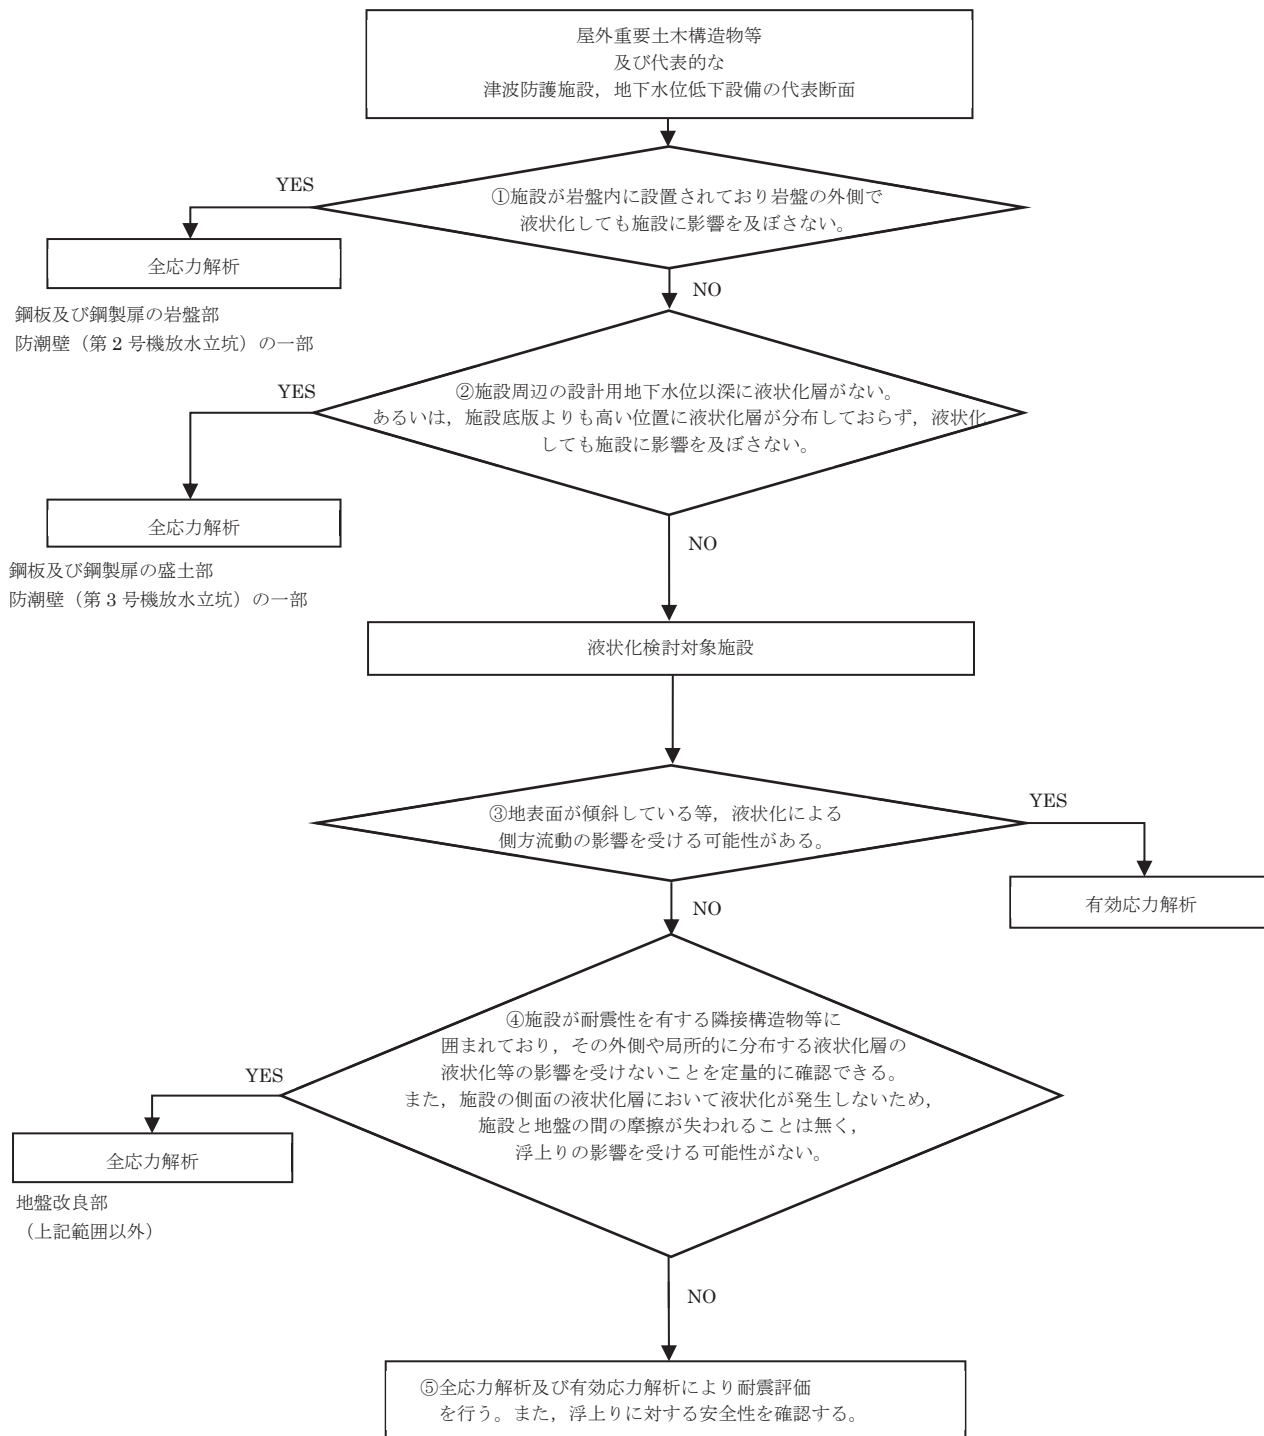 屋外重要土木構造物等
及び代表的な
津波防護施設，地下水位低下設備の代表断面
YES
①施設が岩盤内に設置されており岩盤の外側で
液状化しても施設に影響を及ぼさない。
全応力解析
NO
鋼板及び鋼製扉の岩盤部
防潮壁（第２号機放水立坑）の一部
YES
②施設周辺の設計用地下水位以深に液状化層がない。
あるいは，施設底版よりも高い位置に液状化層が分布しておらず，液状化
しても施設に影響を及ぼさない。
全応力解析
NO
鋼板及び鋼製扉の盛土部
防潮壁（第３号機放水立坑）の一部
液状化検討対象施設
③地表面が傾斜している等，液状化による
側方流動の影響を受ける可能性がある。
YES
有効応力解析
NO
④施設が耐震性を有する隣接構造物等に
囲まれており，その外側や局所的に分布する液状化層の
液状化等の影響を受けないことを定量的に確認できる。
また，施設の側面の液状化層において液状化が発生しないため，
施設と地盤の間の摩擦が失われることは無く，
浮上りの影響を受ける可能性がない。
YES
全応力解析
地盤改良部
（上記範囲以外）
NO
⑤全応力解析及び有効応力解析により耐震評価
を行う。また，浮上りに対する安全性を確認する。